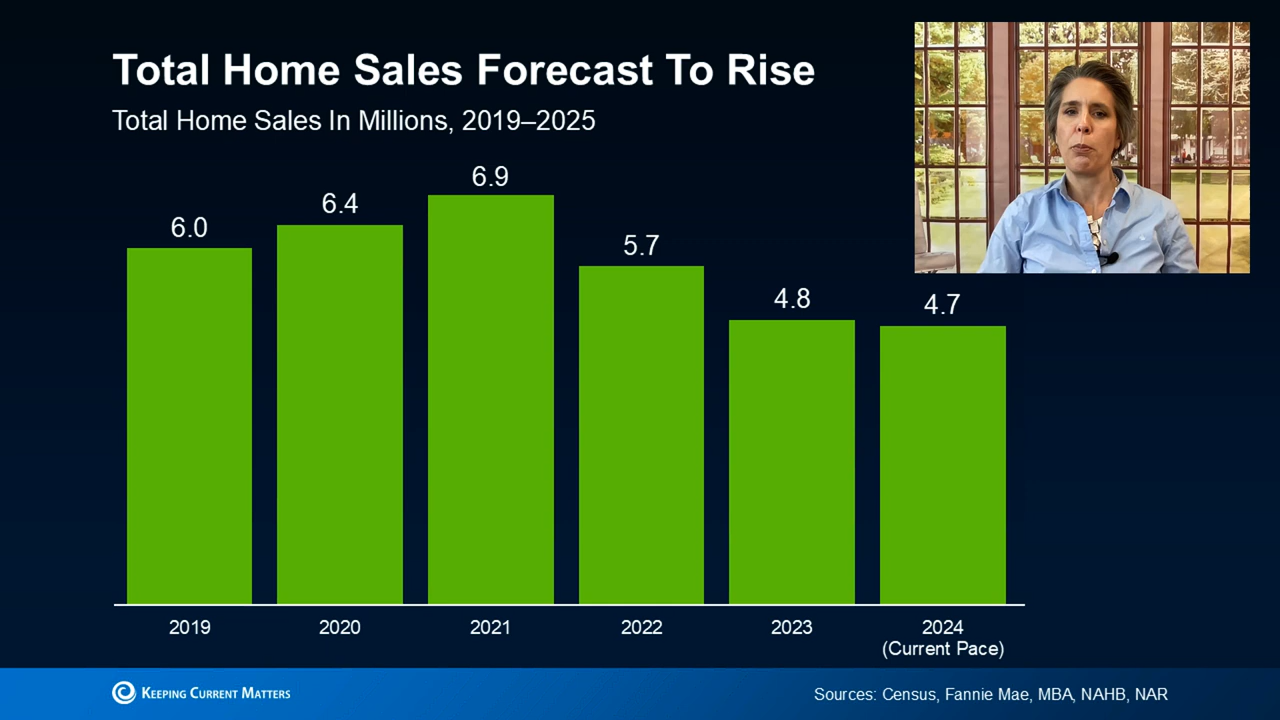 Total Home Sales Forecast To Rise
Total Home Sales In Millions, 2019–2025
6.0
6.4
6.9
5.7
4.8
4.7
2019
2020
2021
2022
2023
2024
(Current Pace)
KEEPING CURRENT MATTERS
Sources: Census, Fannie Mae, MBA, NAHB, NAR